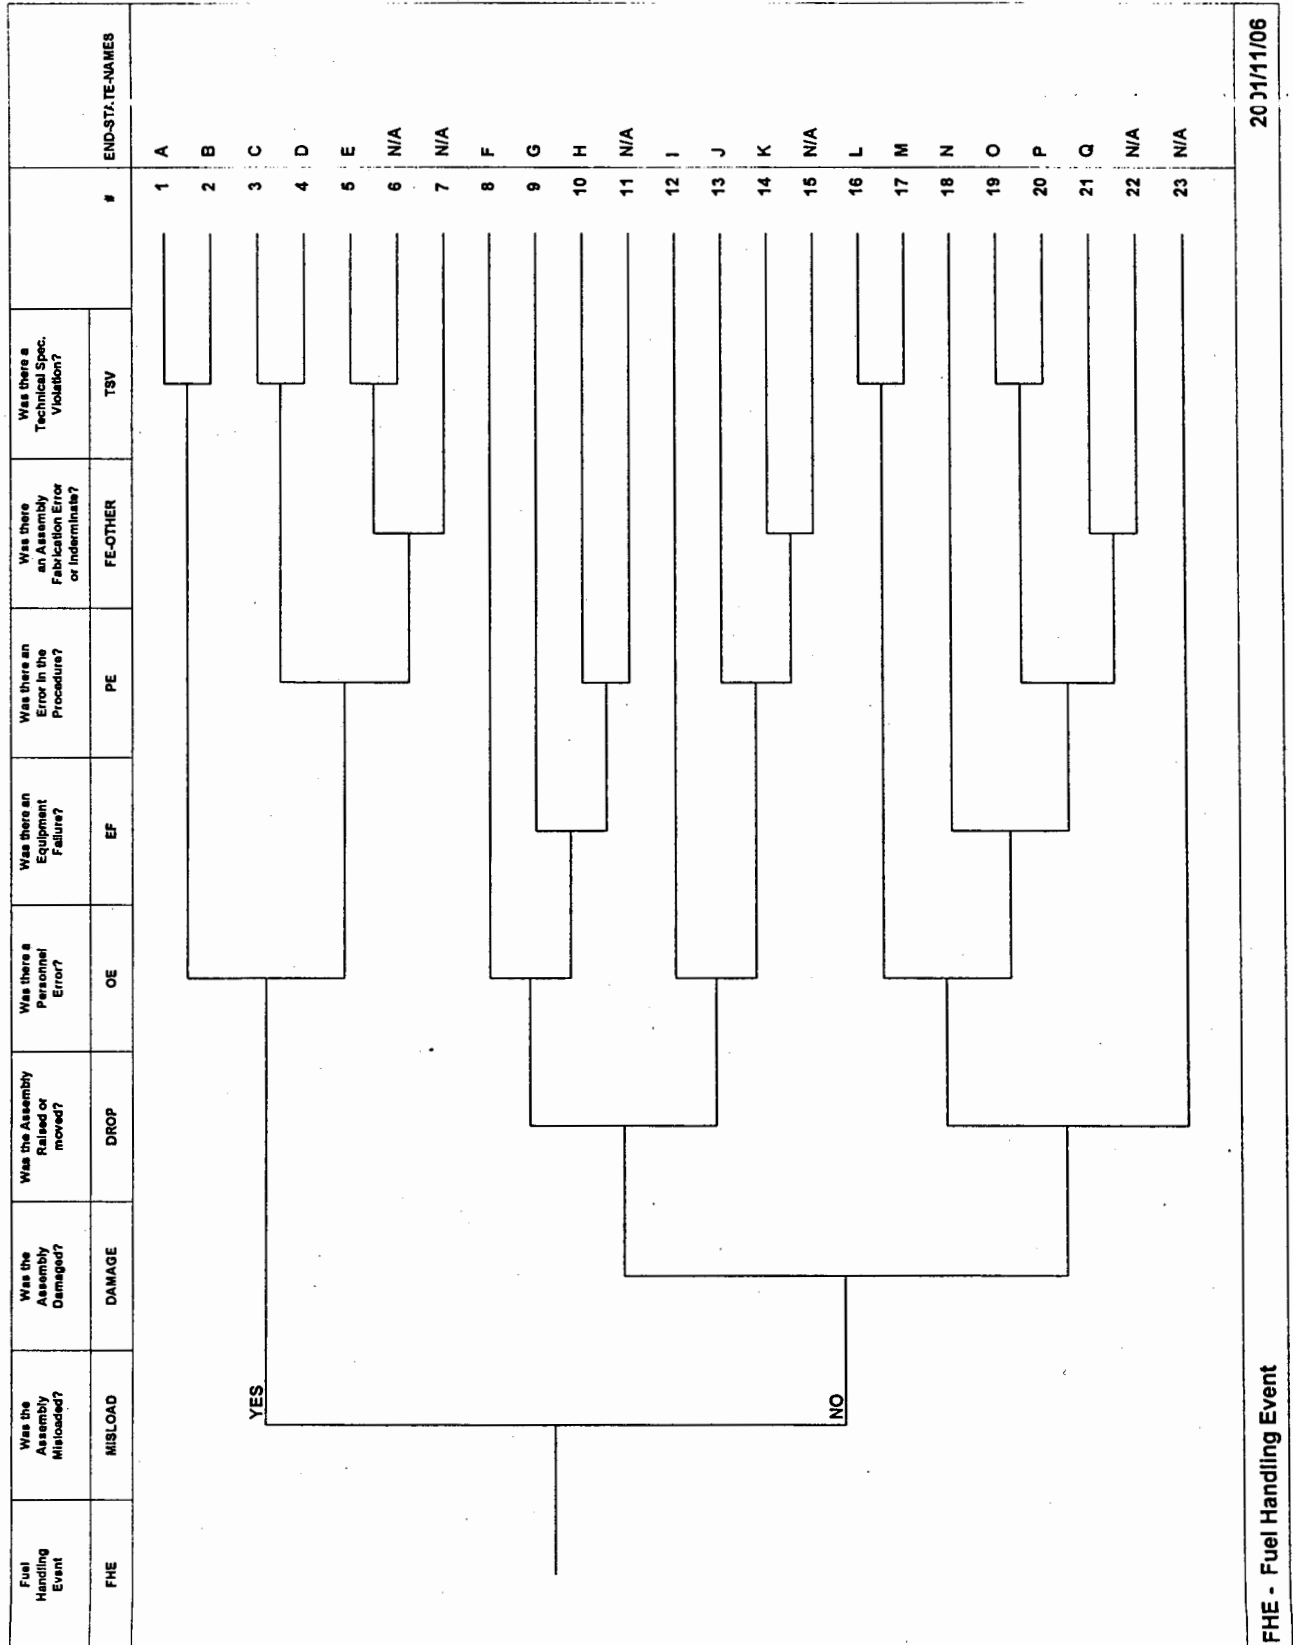 Fuel
Handling
Event
Was the
Assembly
Misloaded?
Was the
Assembly
Damaged?
Was the Assembly
Raised or
moved?
Was there a
Personnel
Error?
Was there an
Equipment
Failure?
Was there an
Error in the
Procedure?
Was there
an Assembly
Fabrication Error
or Inderminate?
Was there a
Technical Spec.
Violation?
FHE
MISLOAD
DAMAGE
DROP
OE
EF
PE
FE-OTHER
TSV
#
END-STATE-NAMES
YES
NO
1 A
2 B
3 C
4 D
5 E
6 N/A
7 N/A
8 F
9 G
10 H
11 N/A
12 I
13 J
14 K
15 N/A
16 L
17 M
18 N
19 O
20 P
21 Q
22 N/A
23 N/A
FHE - Fuel Handling Event
2001/11/06